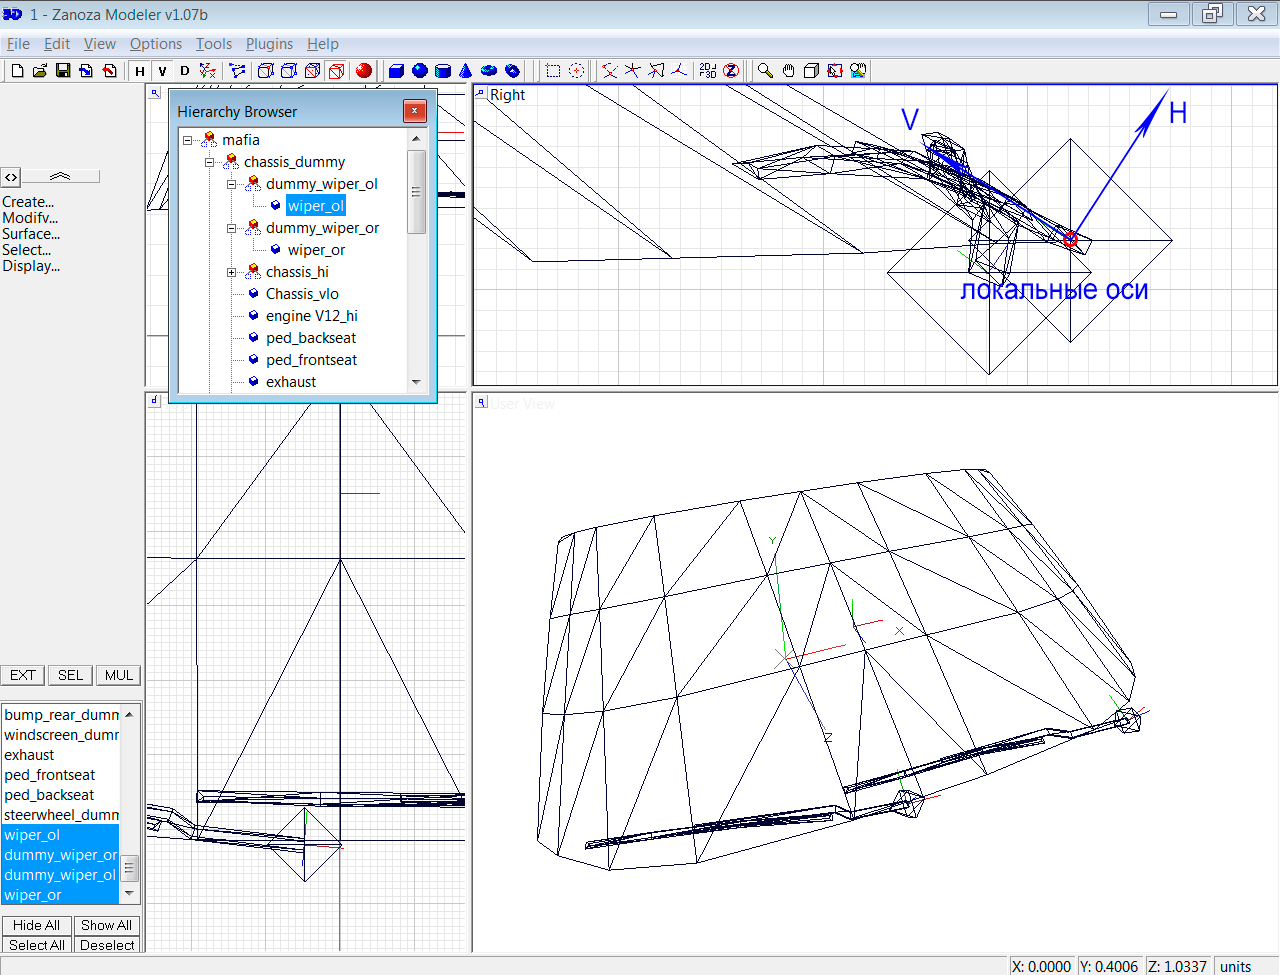 1 - Zanoza Modeler v1.07b
File Edit View Options Tools Plugins Help
H V D
2D F3D Z
Hierarchy Browser
mafia
chassis_dummy
dummy_wiper_ol
wiper_ol
dummy_wiper_or
wiper_or
chassis_hi
Chassis_vlo
engine V12_hi
ped_backseat
ped_frontseat
exhaust
Create...
Modify...
Surface...
Select...
Display...
EXT SEL MUL
bump_rear_dumm
windscreen_dumr
exhaust
ped_frontseat
ped_backseat
steerwheel_dumm
wiper_ol
dummy_wiper_or
dummy_wiper_ol
wiper_or
Hide All Show All
Select All Deselect
Right
V
H
локальные оси
User View
Y
X
Z
X: 0.0000 Y: 0.4006 Z: 1.0337 units